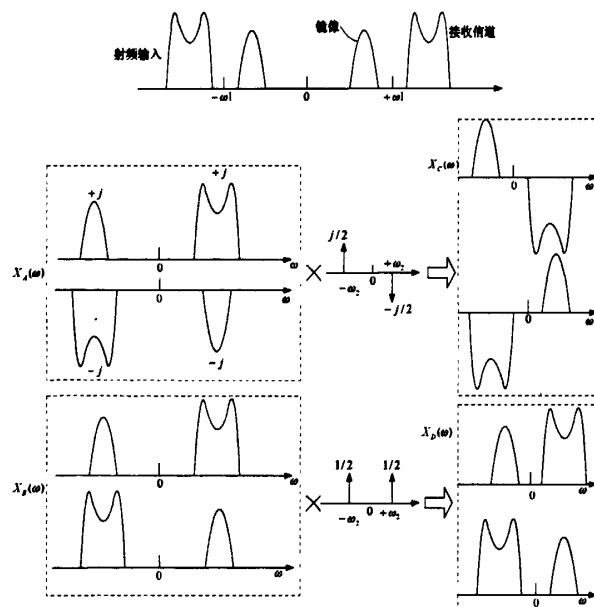 射频输入
镜像
接收信道
-ω1
0
+ω1
X_A(ω)
+j
+j
0
ω
-j
-j
0
ω
×
j/2
-ω₂
0
+ω₂
-j/2
X_C(ω)
0
ω
0
ω
X_B(ω)
0
ω
0
ω
×
1/2
1/2
-ω₂
0
+ω₂
X_D(ω)
0
ω
0
ω